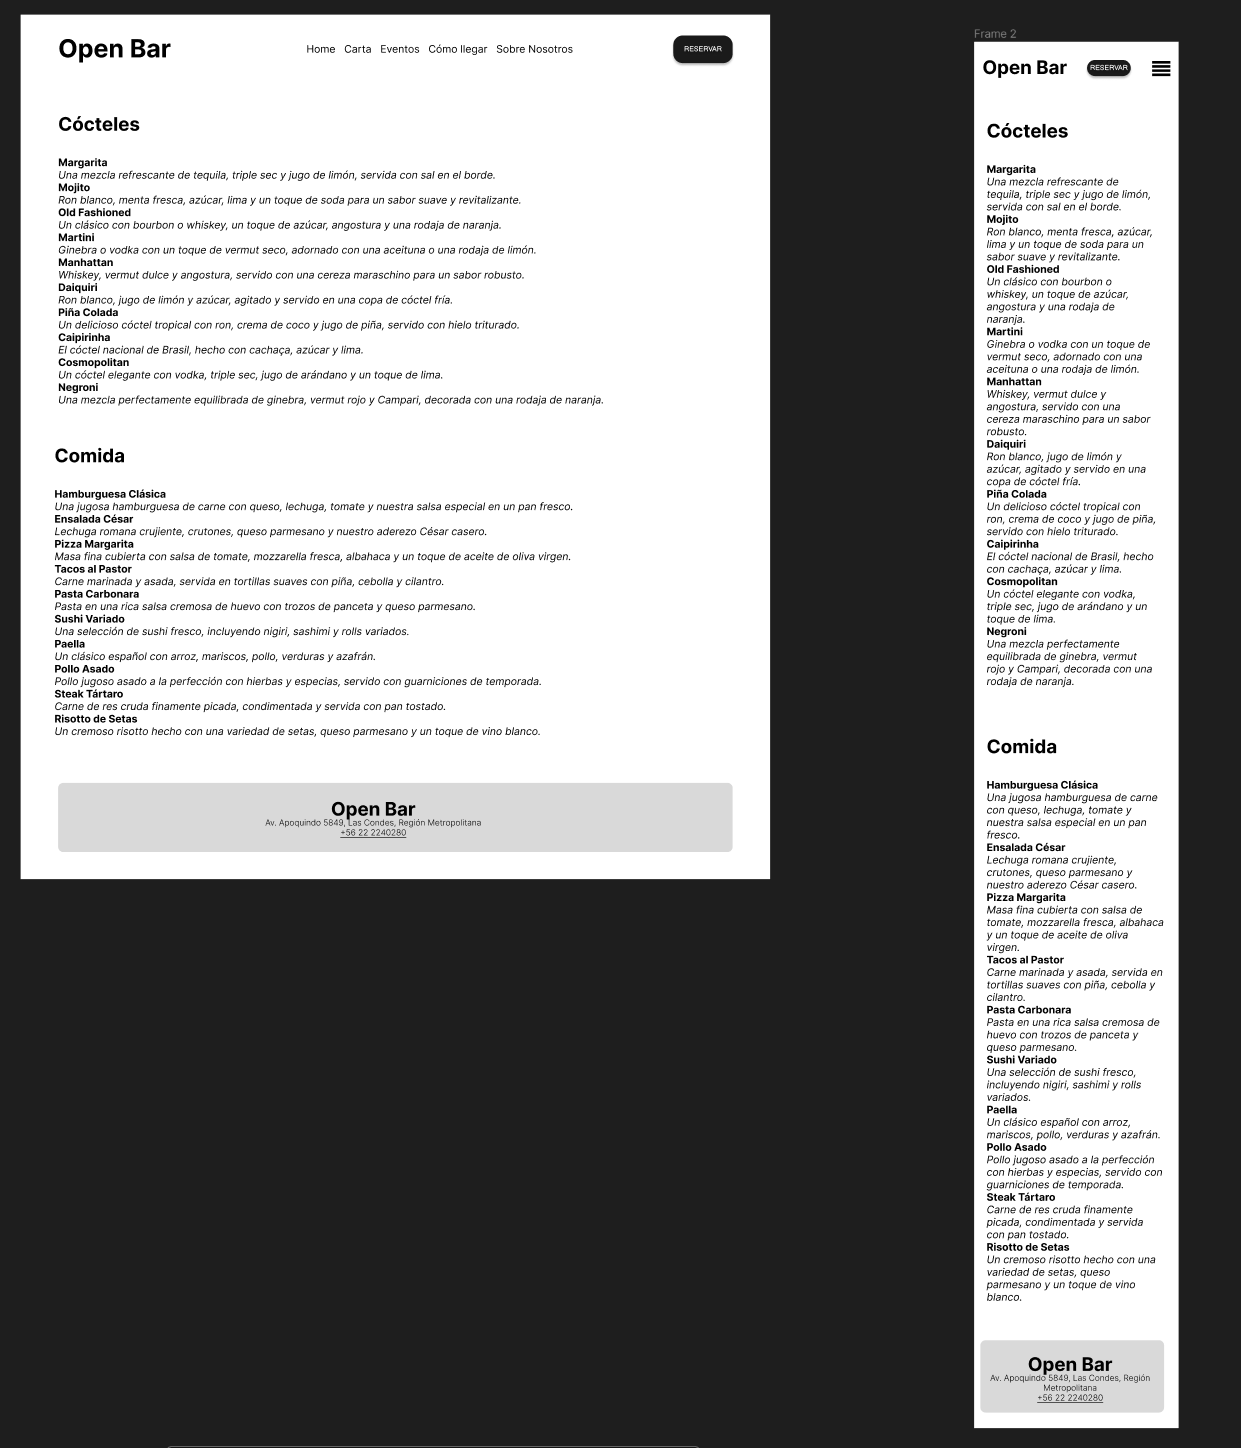 Open Bar
Home Carta Eventos Cómo llegar Sobre Nosotros
RESERVAR
Cócteles
Margarita
Una mezcla refrescante de tequila, triple sec y jugo de limón, servida con sal en el borde.
Mojito
Ron blanco, menta fresca, azúcar, lima y un toque de soda para un sabor suave y revitalizante.
Old Fashioned
Un clásico con bourbon o whiskey, un toque de azúcar, angostura y una rodaja de naranja.
Martini
Ginebra o vodka con un toque de vermut seco, adornado con una aceituna o una rodaja de limón.
Manhattan
Whiskey, vermut dulce y angostura, servido con una cereza maraschino para un sabor robusto.
Daiquiri
Ron blanco, jugo de limón y azúcar, agitado y servido en una copa de cóctel fría.
Piña Colada
Un delicioso cóctel tropical con ron, crema de coco y jugo de piña, servido con hielo triturado.
Caipirinha
El cóctel nacional de Brasil, hecho con cachaça, azúcar y lima.
Cosmopolitan
Un cóctel elegante con vodka, triple sec, jugo de arándano y un toque de lima.
Negroni
Una mezcla perfectamente equilibrada de ginebra, vermut rojo y Campari, decorada con una rodaja de naranja.
Comida
Hamburguesa Clásica
Una jugosa hamburguesa de carne con queso, lechuga, tomate y nuestra salsa especial en un pan fresco.
Ensalada César
Lechuga romana crujiente, crutones, queso parmesano y nuestro aderezo César casero.
Pizza Margarita
Masa fina cubierta con salsa de tomate, mozzarella fresca, albahaca y un toque de aceite de oliva virgen.
Tacos al Pastor
Carne marinada y asada, servida en tortillas suaves con piña, cebolla y cilantro.
Pasta Carbonara
Pasta en una rica salsa cremosa de huevo con trozos de panceta y queso parmesano.
Sushi Variado
Una selección de sushi fresco, incluyendo nigiri, sashimi y rolls variados.
Paella
Un clásico español con arroz, mariscos, pollo, verduras y azafrán.
Pollo Asado
Pollo jugoso asado a la perfección con hierbas y especias, servido con guarniciones de temporada.
Steak Tártaro
Carne de res cruda finamente picada, condimentada y servida con pan tostado.
Risotto de Setas
Un cremoso risotto hecho con una variedad de setas, queso parmesano y un toque de vino blanco.
Open Bar
Av. Apoquindo 5849, Las Condes, Región Metropolitana
+56 22 2240280
Frame 2
Open Bar
RESERVAR
Cócteles
Margarita
Una mezcla refrescante de
tequila, triple sec y jugo de limón,
servida con sal en el borde.
Mojito
Ron blanco, menta fresca, azúcar,
lima y un toque de soda para un
sabor suave y revitalizante.
Old Fashioned
Un clásico con bourbon o
whiskey, un toque de azúcar,
angostura y una rodaja de
naranja.
Martini
Ginebra o vodka con un toque de
vermut seco, adornado con una
aceituna o una rodaja de limón.
Manhattan
Whiskey, vermut dulce y
angostura, servido con una
cereza maraschino para un sabor
robusto.
Daiquiri
Ron blanco, jugo de limón y
azúcar, agitado y servido en una
copa de cóctel fría.
Piña Colada
Un delicioso cóctel tropical con
ron, crema de coco y jugo de piña,
servido con hielo triturado.
Caipirinha
El cóctel nacional de Brasil, hecho
con cachaça, azúcar y lima.
Cosmopolitan
Un cóctel elegante con vodka,
triple sec, jugo de arándano y un
toque de lima.
Negroni
Una mezcla perfectamente
equilibrada de ginebra, vermut
rojo y Campari, decorada con una
rodaja de naranja.
Comida
Hamburguesa Clásica
Una jugosa hamburguesa de carne
con queso, lechuga, tomate y
nuestra salsa especial en un pan
fresco.
Ensalada César
Lechuga romana crujiente,
crutones, queso parmesano y
nuestro aderezo César casero.
Pizza Margarita
Masa fina cubierta con salsa de
tomate, mozzarella fresca, albahaca
y un toque de aceite de oliva
virgen.
Tacos al Pastor
Carne marinada y asada, servida en
tortillas suaves con piña, cebolla y
cilantro.
Pasta Carbonara
Pasta en una rica salsa cremosa de
huevo con trozos de panceta y
queso parmesano.
Sushi Variado
Una selección de sushi fresco,
incluyendo nigiri, sashimi y rolls
variados.
Paella
Un clásico español con arroz,
mariscos, pollo, verduras y azafrán.
Pollo Asado
Pollo jugoso asado a la perfección
con hierbas y especias, servido con
guarniciones de temporada.
Steak Tártaro
Carne de res cruda finamente
picada, condimentada y servida
con pan tostado.
Risotto de Setas
Un cremoso risotto hecho con una
variedad de setas, queso
parmesano y un toque de vino
blanco.
Open Bar
Av. Apoquindo 5849, Las Condes, Región
Metropolitana
+56 22 2240280